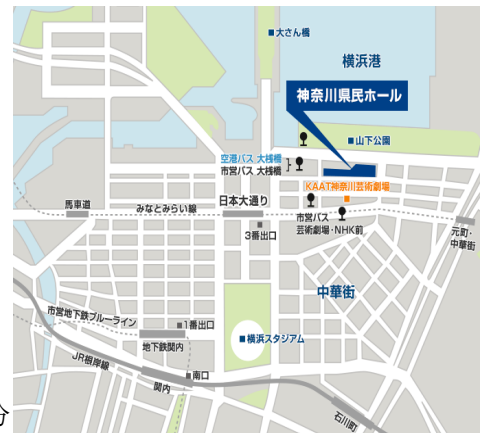 ■大さん橋
横浜港
神奈川県民ホール
■山下公園
空港バス 大桟橋
市営バス 大桟橋
KAAT神奈川芸術劇場
馬車道
みなとみらい線
日本大通り
3番出口
市営バス
芸術劇場・NHK前
元町・
中華街
中華街
市営地下鉄ブルーライン
1番出口
地下鉄関内
横浜スタジアム
JR根岸線
南口
関内
石川町
分